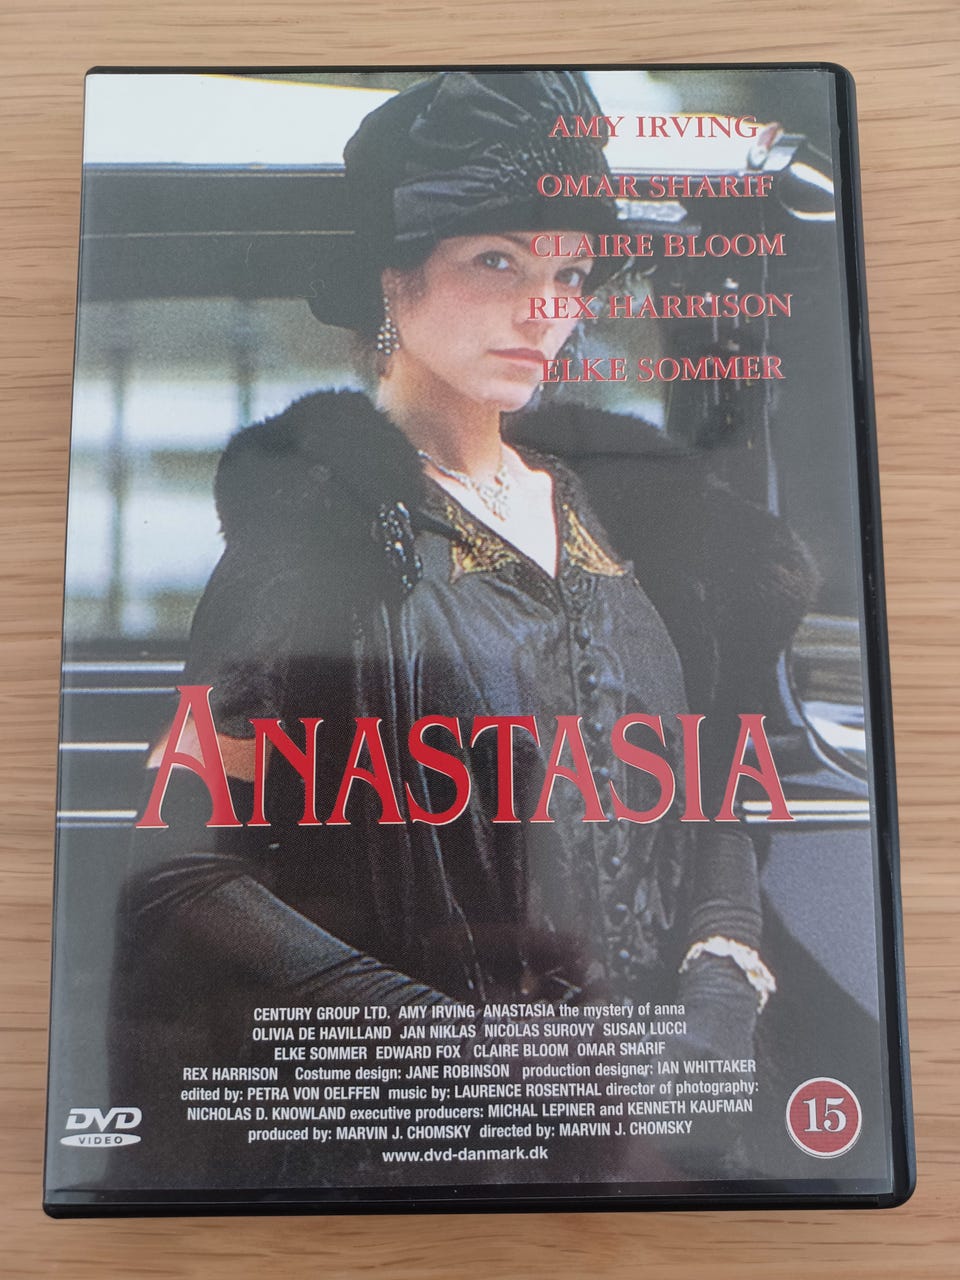 AMY IRVING
OMAR SHARIF
CLAIRE BLOOM
REX HARRISON
ELKE SOMMER
ANASTASIA
CENTURY GROUP LTD. AMY IRVING ANASTASIA the mystery of anna
OLIVIA DE HAVILLAND JAN NIKLAS NICOLAS SUROVY SUSAN LUCCI
ELKE SOMMER EDWARD FOX CLAIRE BLOOM OMAR SHARIF
REX HARRISON Costume design: JANE ROBINSON production designer: IAN WHITTAKER
edited by: PETRA VON OELFFEN music by: LAURENCE ROSENTHAL director of photography:
NICHOLAS D. KNOWLAND executive producers: MICHAL LEPINER and KENNETH KAUFMAN
produced by: MARVIN J. CHOMSKY directed by: MARVIN J. CHOMSKY
www.dvd-danmark.dk
DVD
VIDEO
15